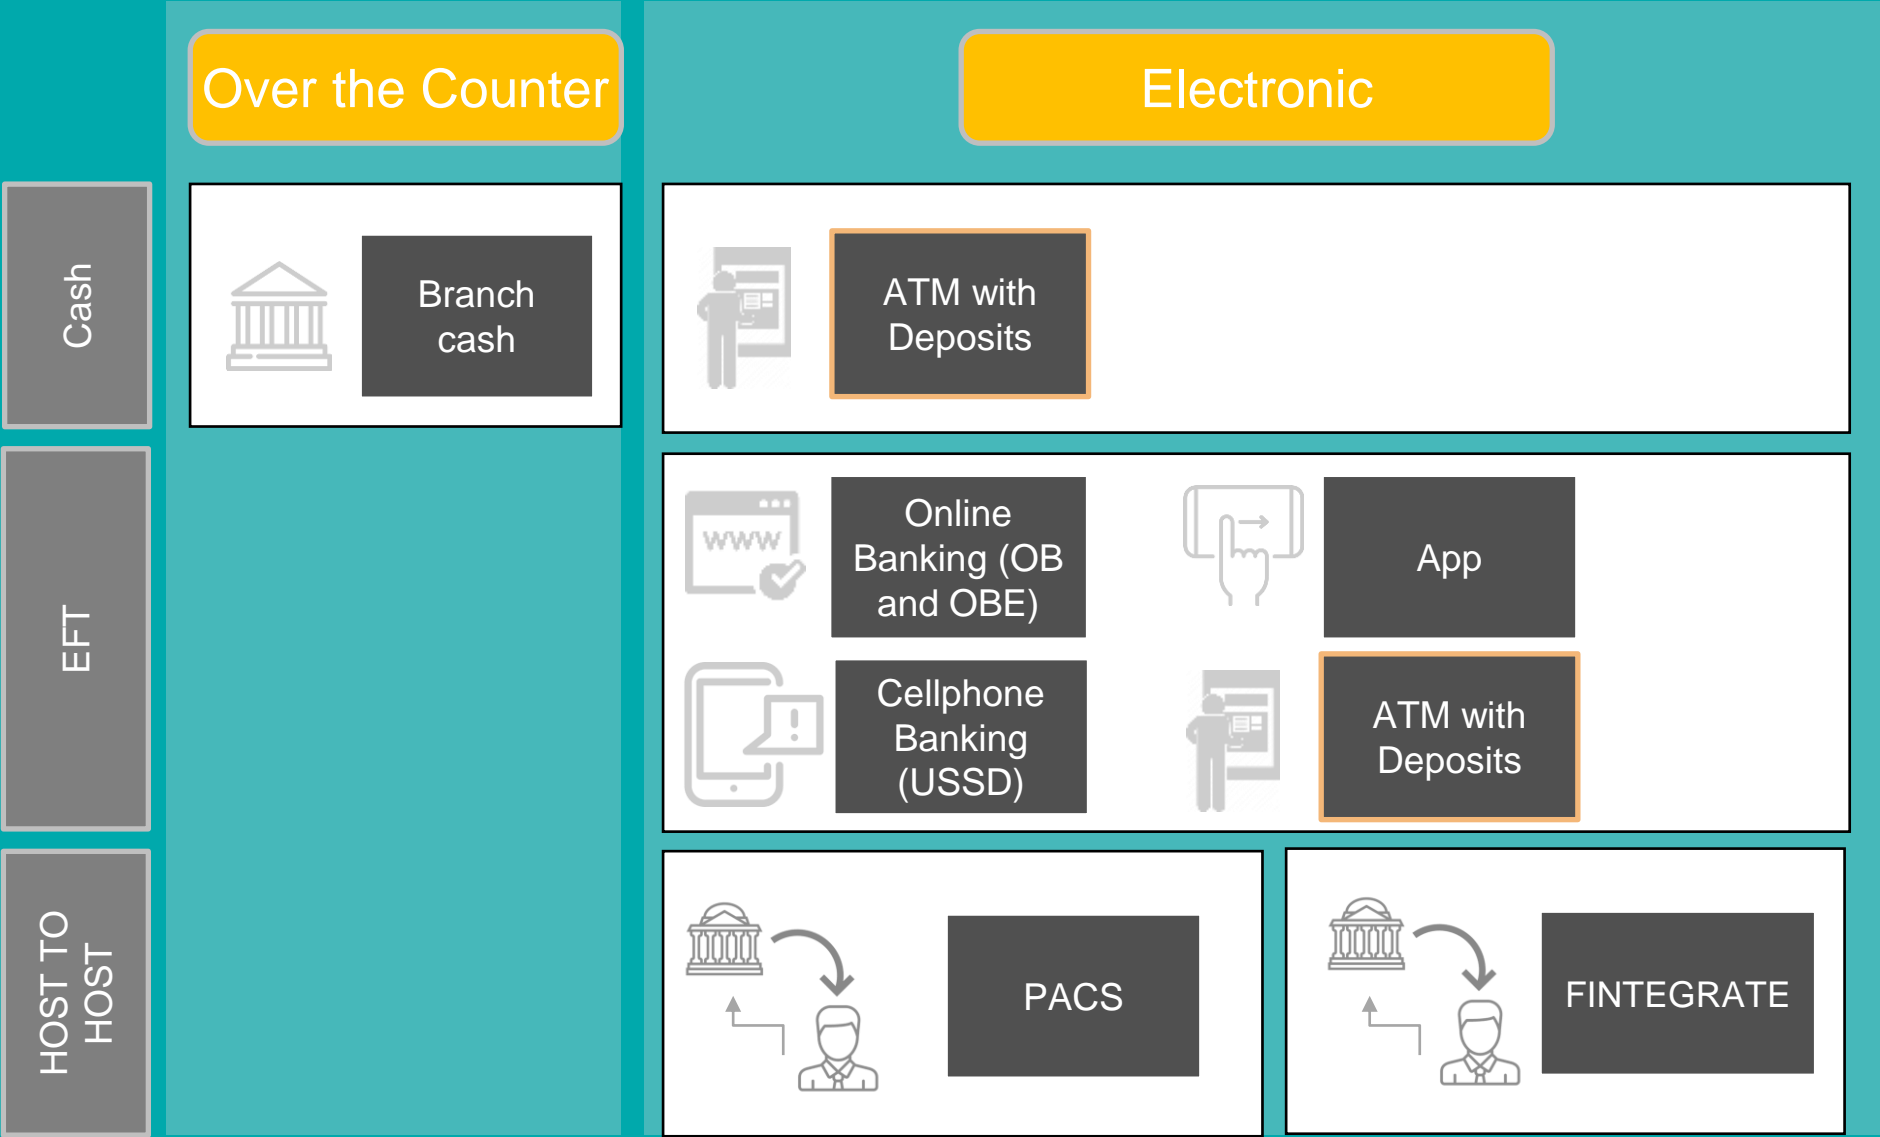 Over the Counter
Electronic
Cash
Branch
cash
ATM with
Deposits
EFT
www
Online
Banking (OB
and OBE)
App
Cellphone
Banking
(USSD)
!
ATM with
Deposits
HOST TO
HOST
PACS
FINTEGRATE